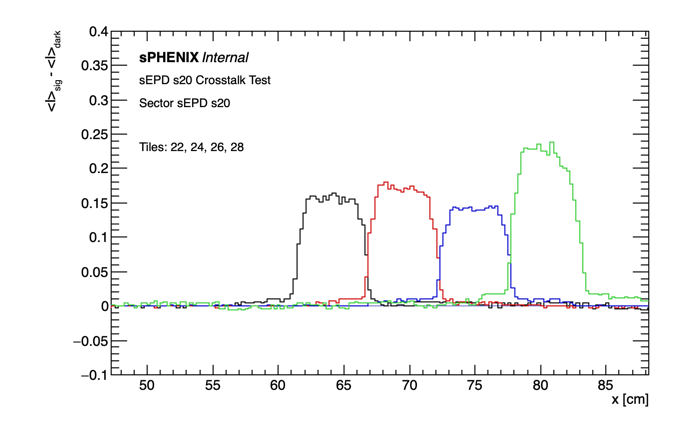 0.4
0.35
0.3
0.25
0.2
0.15
0.1
0.05
0
−0.05
−0.1
<I>sig - <I>dark
sPHENIX Internal
sEPD s20 Crosstalk Test
Sector sEPD s20
Tiles: 22, 24, 26, 28
50 55 60 65 70 75 80 85
x [cm]